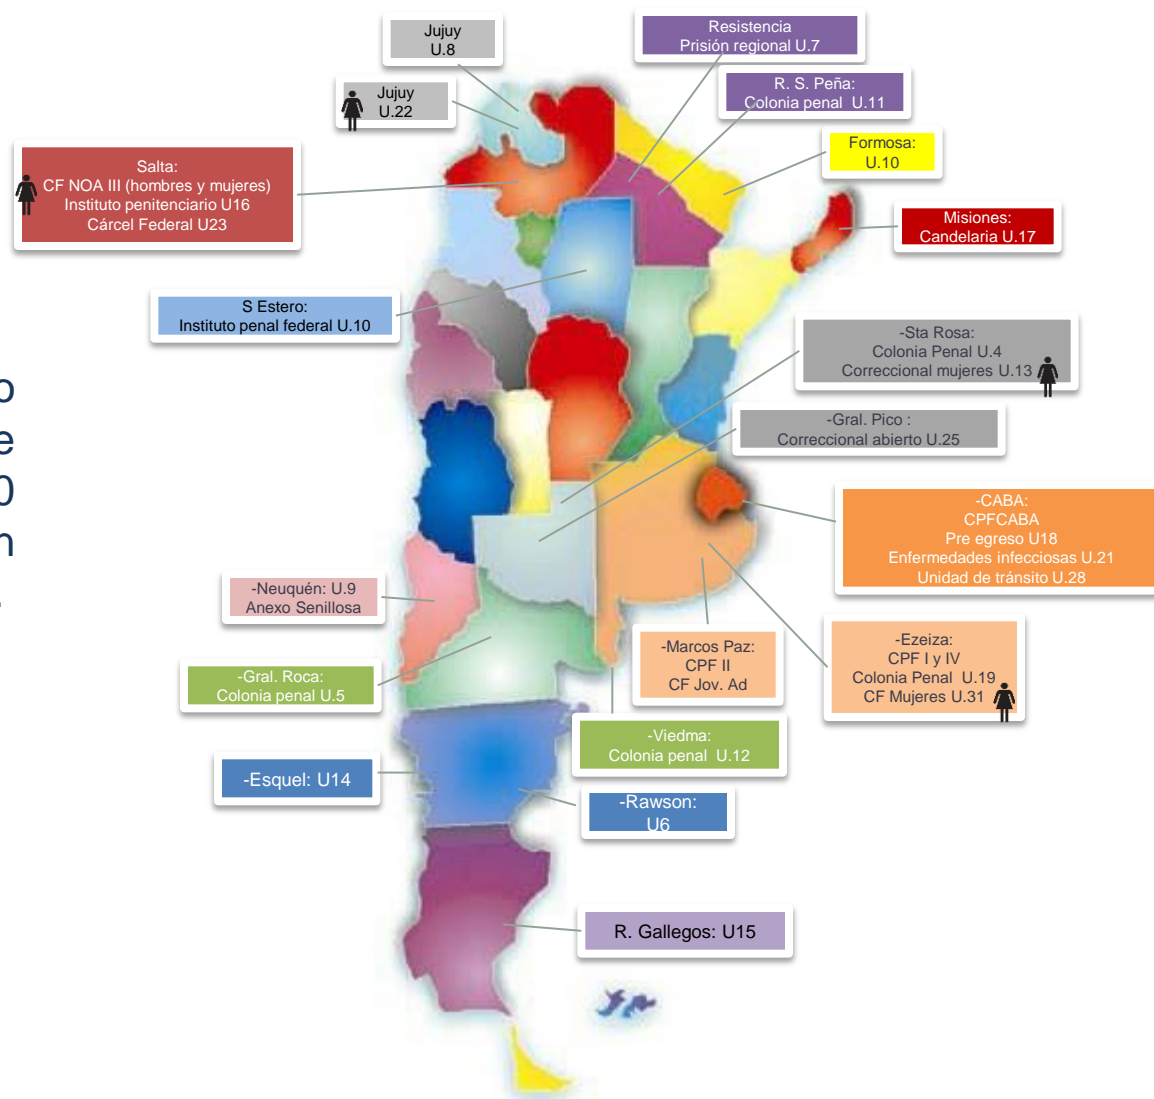 Jujuy
U.8
Resistencia
Prisión regional U.7
Jujuy
U.22
R. S. Peña:
Colonia penal  U.11
Formosa:
U.10
Salta:
CF NOA III (hombres y mujeres)
Instituto penitenciario U16
Cárcel Federal U23
Misiones:
Candelaria U.17
S Estero:
Instituto penal federal U.10
-Sta Rosa:
Colonia Penal U.4
Correccional mujeres U.13
o
e
0
n
.
-Gral. Pico :
Correccional abierto U.25
-CABA:
CPFCABA
Pre egreso U18
Enfermedades infecciosas U.21
Unidad de tránsito U.28
-Neuquén: U.9
Anexo Senillosa
-Marcos Paz:
CPF II
CF Jov. Ad
-Ezeiza:
CPF I y IV
Colonia Penal  U.19
CF Mujeres U.31
-Gral. Roca:
Colonia penal U.5
-Viedma:
Colonia penal  U.12
-Esquel: U14
-Rawson:
U6
R. Gallegos: U15